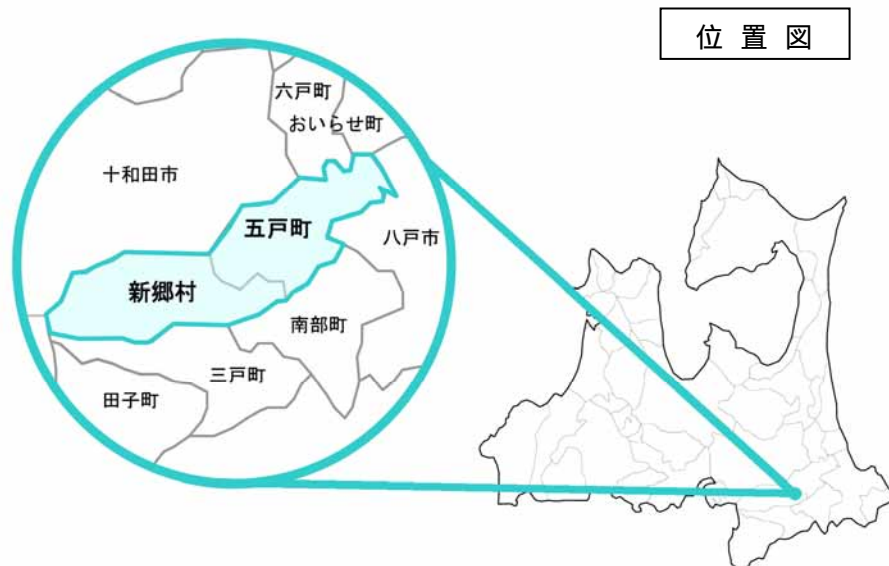 位置図
六戸町
おいらせ町
十和田市
五戸町
八戸市
新郷村
南部町
三戸町
田子町